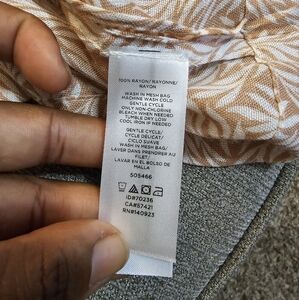 100% RAYON/ RAYONNE/
RAYON
WASH IN MESH BAG
MACHINE WASH COLD
GENTLE CYCLE
ONLY NON-CHLORINE
BLEACH WHEN NEEDED
TUMBLE DRY LOW
COOL IRON IF NEEDED
GENTLE CYCLE/
CYCLE DELICAT/
CICLO SUAVE
WASH IN MESH BAG/
LAVER DANS PRENDRE AU
FILET/
LAVAR EN EL BOLSO DE
MALLA
505466
ID#70236
CA#57421
RN#140923